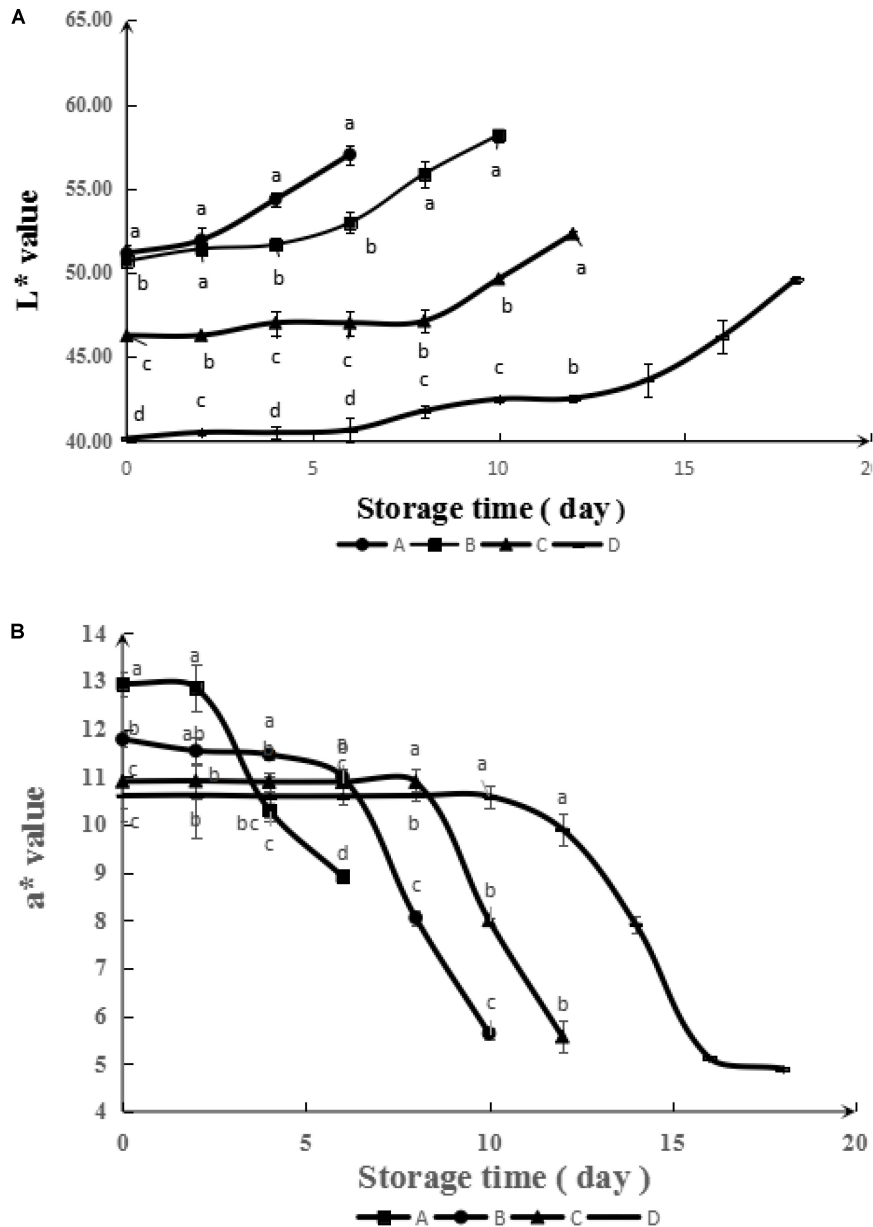 A
65.00
60.00
a
a
a
a
55.00
a
a
a
b
50.00
b
a
b
a
b
L* value
c
b
c
c
b
45.00
c
c
b
d
c
d
d
40.00
0
5
10
15
20
Storage time ( day )
A B C D
B
14
a
a
13
12
b
ab
a
b
a
b
c
a
a
a
11
c
b
10
c
b
bc
c
b
d
9
c
b
8
7
c
b
6
5
4
a* value
0
5
10
15
20
Storage time ( day )
A B C D